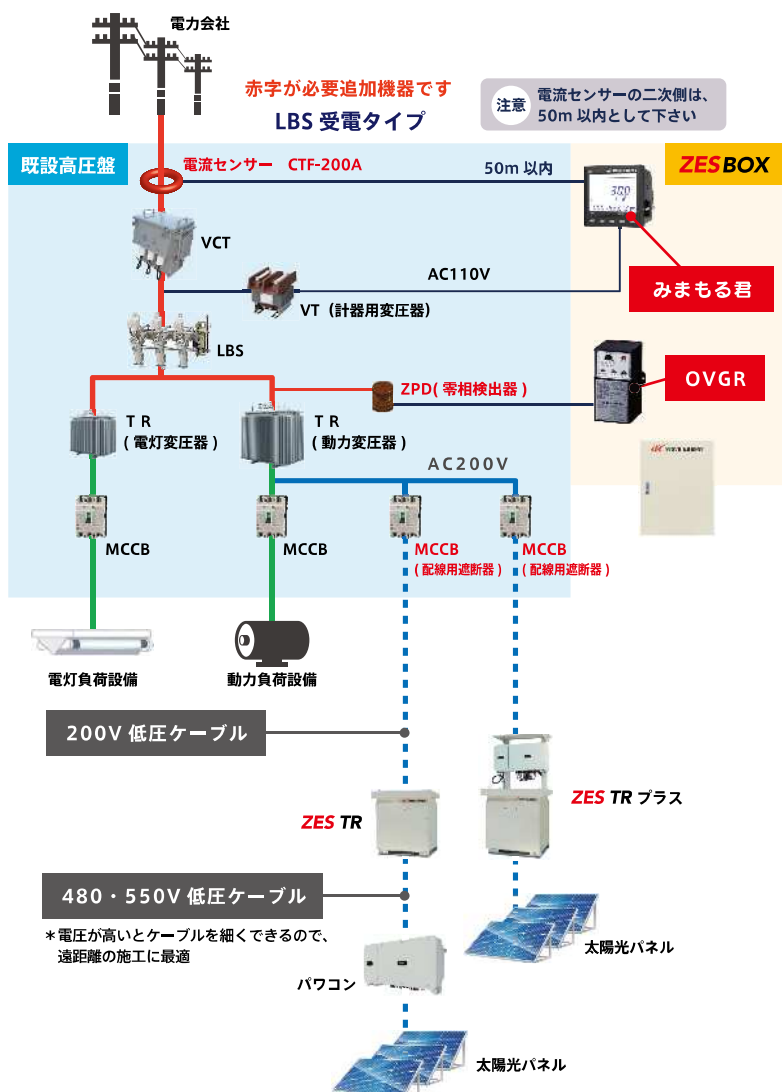 電力会社
赤字が必要追加機器です
LBS 受電タイプ
注意
電流センサーの二次側は、
50m 以内として下さい
既設高圧盤
電流センサー CTF-200A
50m 以内
ZES BOX
VCT
AC110V
みまもる君
VT（計器用変圧器）
LBS
ZPD( 零相検出器 )
OVGR
TR
( 電灯変圧器 )
TR
( 動力変圧器 )
AC200V
MCCB
MCCB
MCCB
( 配線用遮断器 )
MCCB
( 配線用遮断器 )
電灯負荷設備
動力負荷設備
200V 低圧ケーブル
ZES TR
ZES TR プラス
480・550V 低圧ケーブル
＊電圧が高いとケーブルを細くできるので、
遠距離の施工に最適
パワコン
太陽光パネル
太陽光パネル